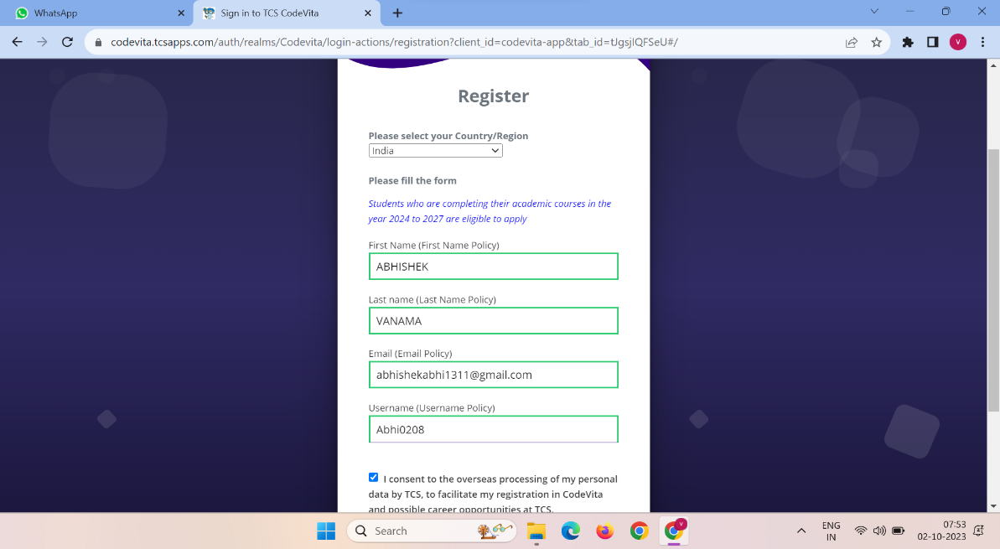 WhatsApp
Sign in to TCS CodeVita
codevita.tcsapps.com/auth/realms/Codevita/login-actions/registration?client_id=codevita-app&tab_id=tJgsjIQFSeU#/
V
Register
Please select your Country/Region
India
Please fill the form
Students who are completing their academic courses in the
year 2024 to 2027 are eligible to apply
First Name (First Name Policy)
ABHISHEK
Last name (Last Name Policy)
VANAMA
Email (Email Policy)
abhishekabhi1311@gmail.com
Username (Username Policy)
Abhi0208
I consent to the overseas processing of my personal
data by TCS, to facilitate my registration in CodeVita
and possible career opportunities at TCS.
Search
V
ENG
IN
07:53
02-10-2023